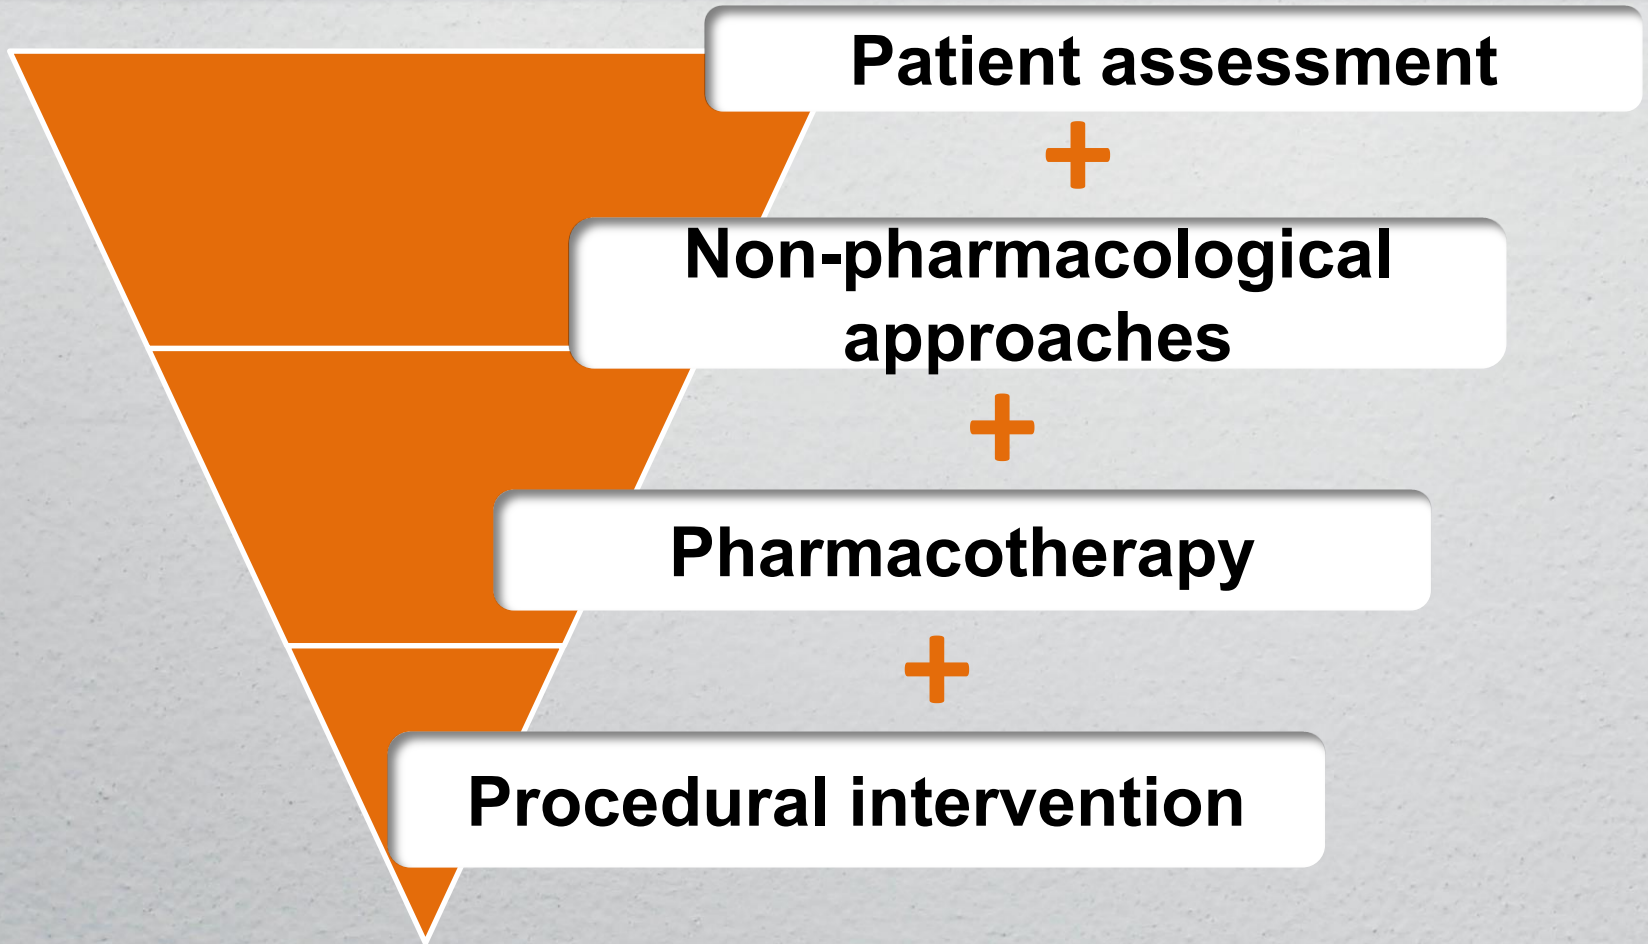 Patient assessment
+
Non-pharmacological
approaches
+
Pharmacotherapy
+
Procedural intervention